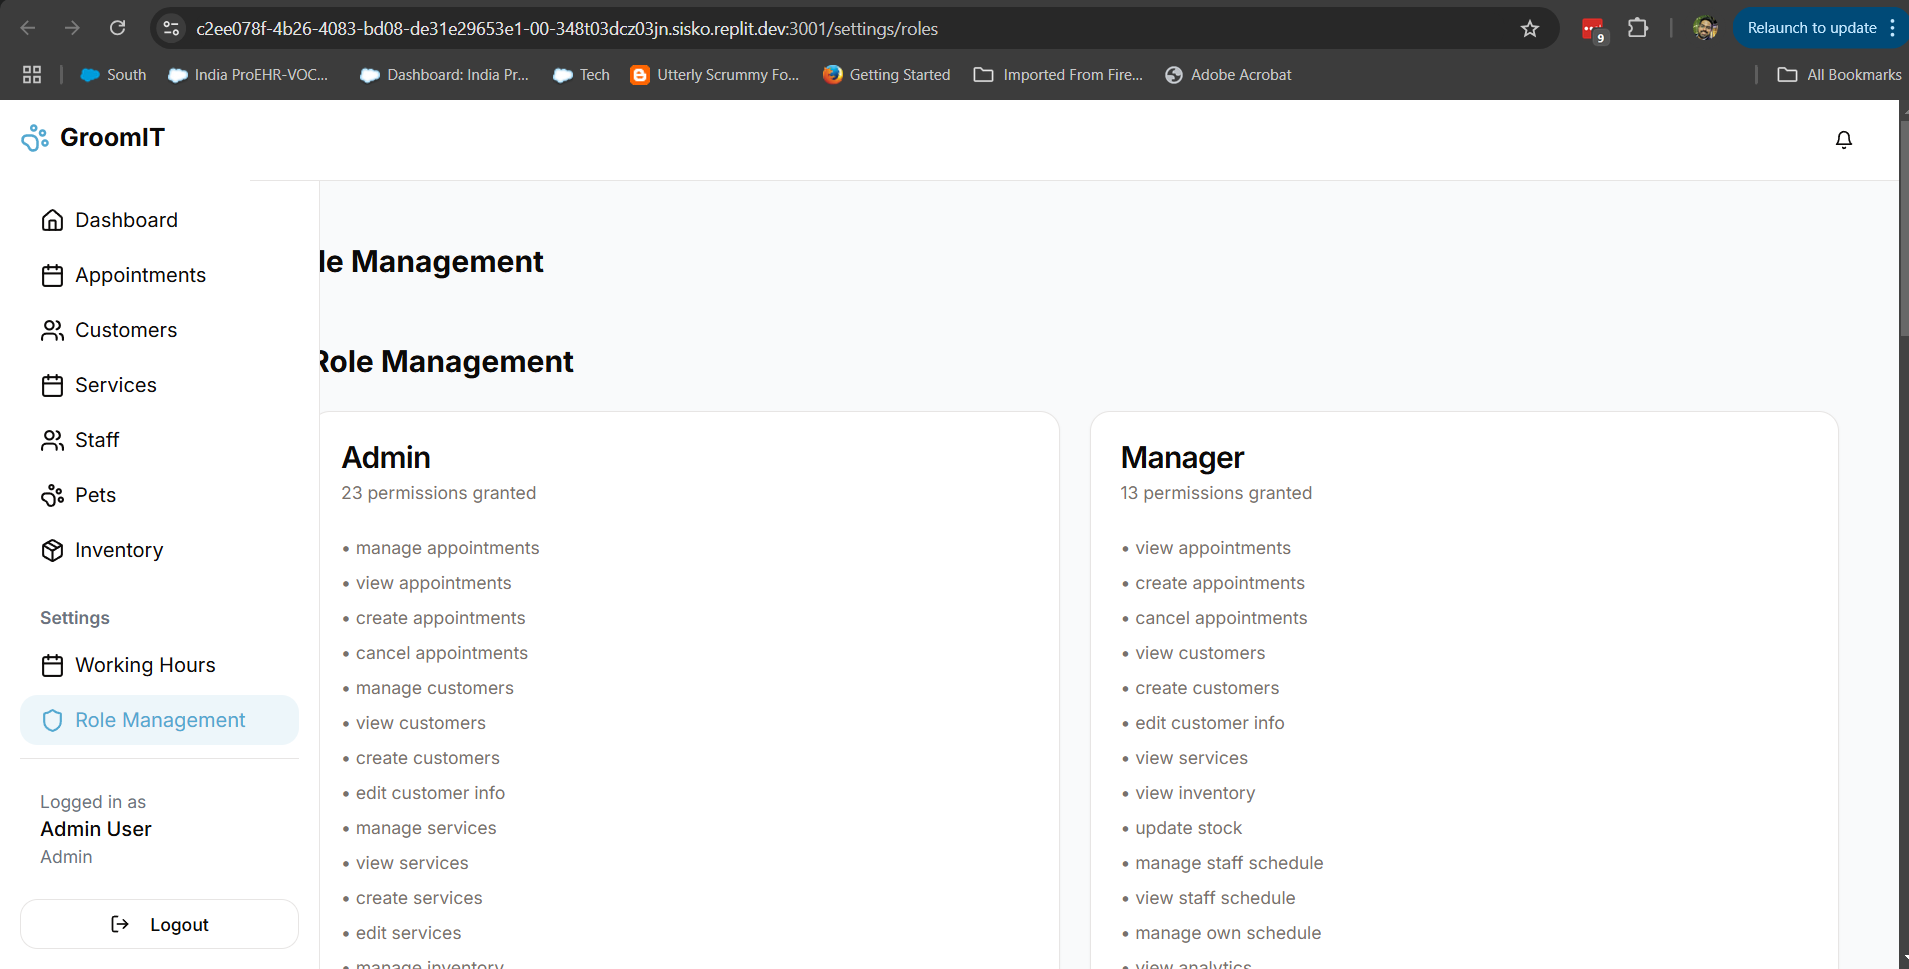 c2ee078f-4b26-4083-bd08-de31e29653e1-00-348t03dcz03jn.sisko.replit.dev:3001/settings/roles
9
Relaunch to update
South
India ProEHR-VOC...
Dashboard: India Pr...
Tech
Utterly Scrummy Fo...
Getting Started
Imported From Fire...
Adobe Acrobat
All Bookmarks
GroomIT
Dashboard
Appointments
Customers
Services
Staff
Pets
Inventory
Settings
Working Hours
Role Management
Logged in as
Admin User
Admin
Logout
le Management
Role Management
Admin
23 permissions granted
• manage appointments
• view appointments
• create appointments
• cancel appointments
• manage customers
• view customers
• create customers
• edit customer info
• manage services
• view services
• create services
• edit services
• manage inventory
Manager
13 permissions granted
• view appointments
• create appointments
• cancel appointments
• view customers
• create customers
• edit customer info
• view services
• view inventory
• update stock
• manage staff schedule
• view staff schedule
• manage own schedule
• view analytics